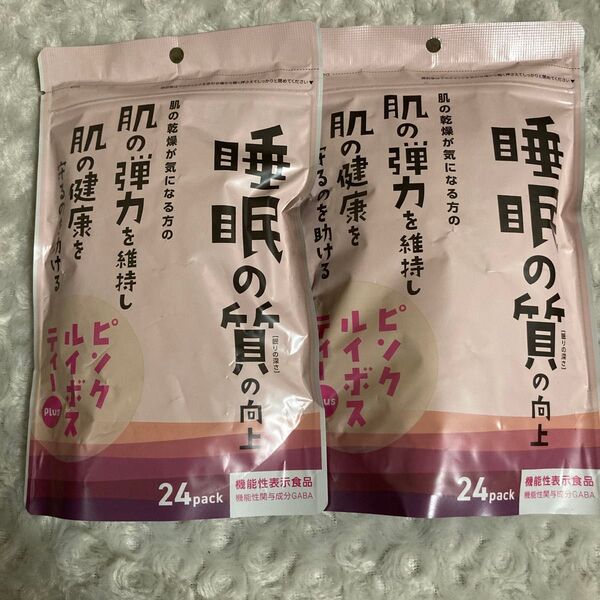 睡眠の質の向上
[眠りの深さ]
肌の乾燥が気になる方の
肌の弾力を維持し
肌の健康を
守るのを助ける
ピンク
ルイボス
ティー
Plus
24pack
機能性表示食品
機能性関与成分GABA
睡眠の質の向上
[眠りの深さ]
肌の乾燥が気になる方の
肌の弾力を維持し
肌の健康を
守るのを助ける
ピンク
ルイボス
ティー
24pack
機能性表示食品
機能性関与成分GABA